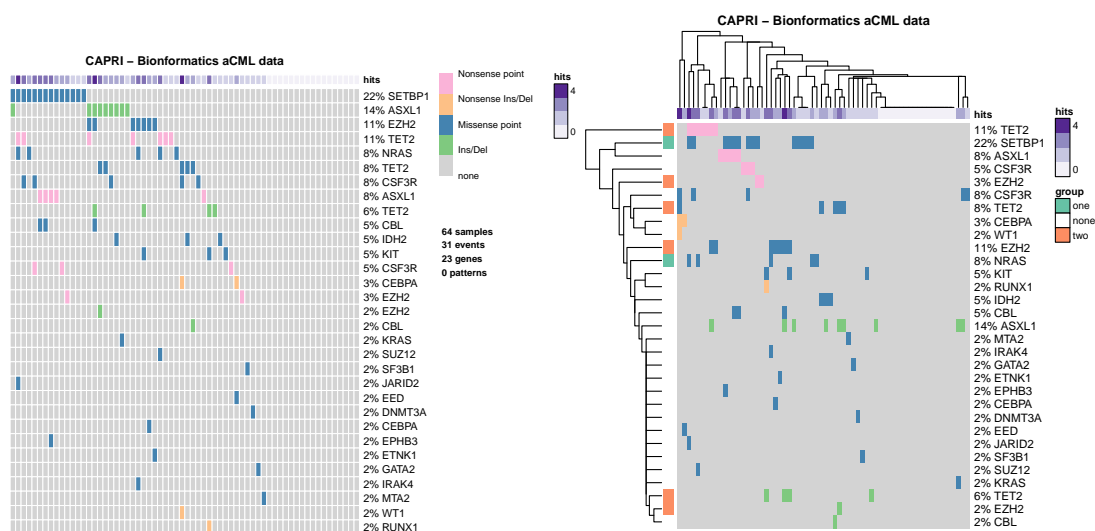 CAPRI – Bionformatics aCML data
hits
22% SETBP1
14% ASXL1
11% EZH2
11% TET2
8% NRAS
8% TET2
8% CSF3R
8% ASXL1
6% TET2
5% CBL
5% IDH2
5% KIT
5% CSF3R
3% CEBPA
3% EZH2
2% EZH2
2% CBL
2% KRAS
2% SUZ12
2% SF3B1
2% JARID2
2% EED
2% DNMT3A
2% CEBPA
2% EPHB3
2% ETNK1
2% GATA2
2% IRAK4
2% MTA2
2% WT1
2% RUNX1
Nonsense point
Nonsense Ins/Del
Missense point
Ins/Del
none
hits
4
0
64 samples
31 events
23 genes
0 patterns
CAPRI – Bionformatics aCML data
hits
11% TET2
22% SETBP1
8% ASXL1
5% CSF3R
3% EZH2
8% CSF3R
8% TET2
3% CEBPA
2% WT1
11% EZH2
8% NRAS
5% KIT
2% RUNX1
5% IDH2
5% CBL
14% ASXL1
2% MTA2
2% IRAK4
2% GATA2
2% ETNK1
2% EPHB3
2% CEBPA
2% DNMT3A
2% EED
2% JARID2
2% SF3B1
2% SUZ12
2% KRAS
6% TET2
2% EZH2
2% CBL
hits
4
0
group
one
none
two